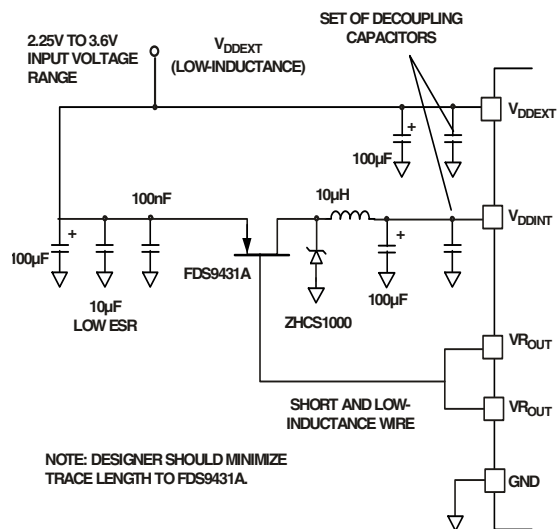 2.25V TO 3.6V
INPUT VOLTAGE
RANGE
VDDEXT
(LOW-INDUCTANCE)
SET OF DECOUPLING
CAPACITORS
VDDEXT
+
100µF
100nF
10µH
VDDINT
+
100µF
10µF
LOW ESR
FDS9431A
ZHCS1000
+
100µF
VROUT
SHORT AND LOW-
INDUCTANCE WIRE
VROUT
NOTE: DESIGNER SHOULD MINIMIZE
TRACE LENGTH TO FDS9431A.
GND